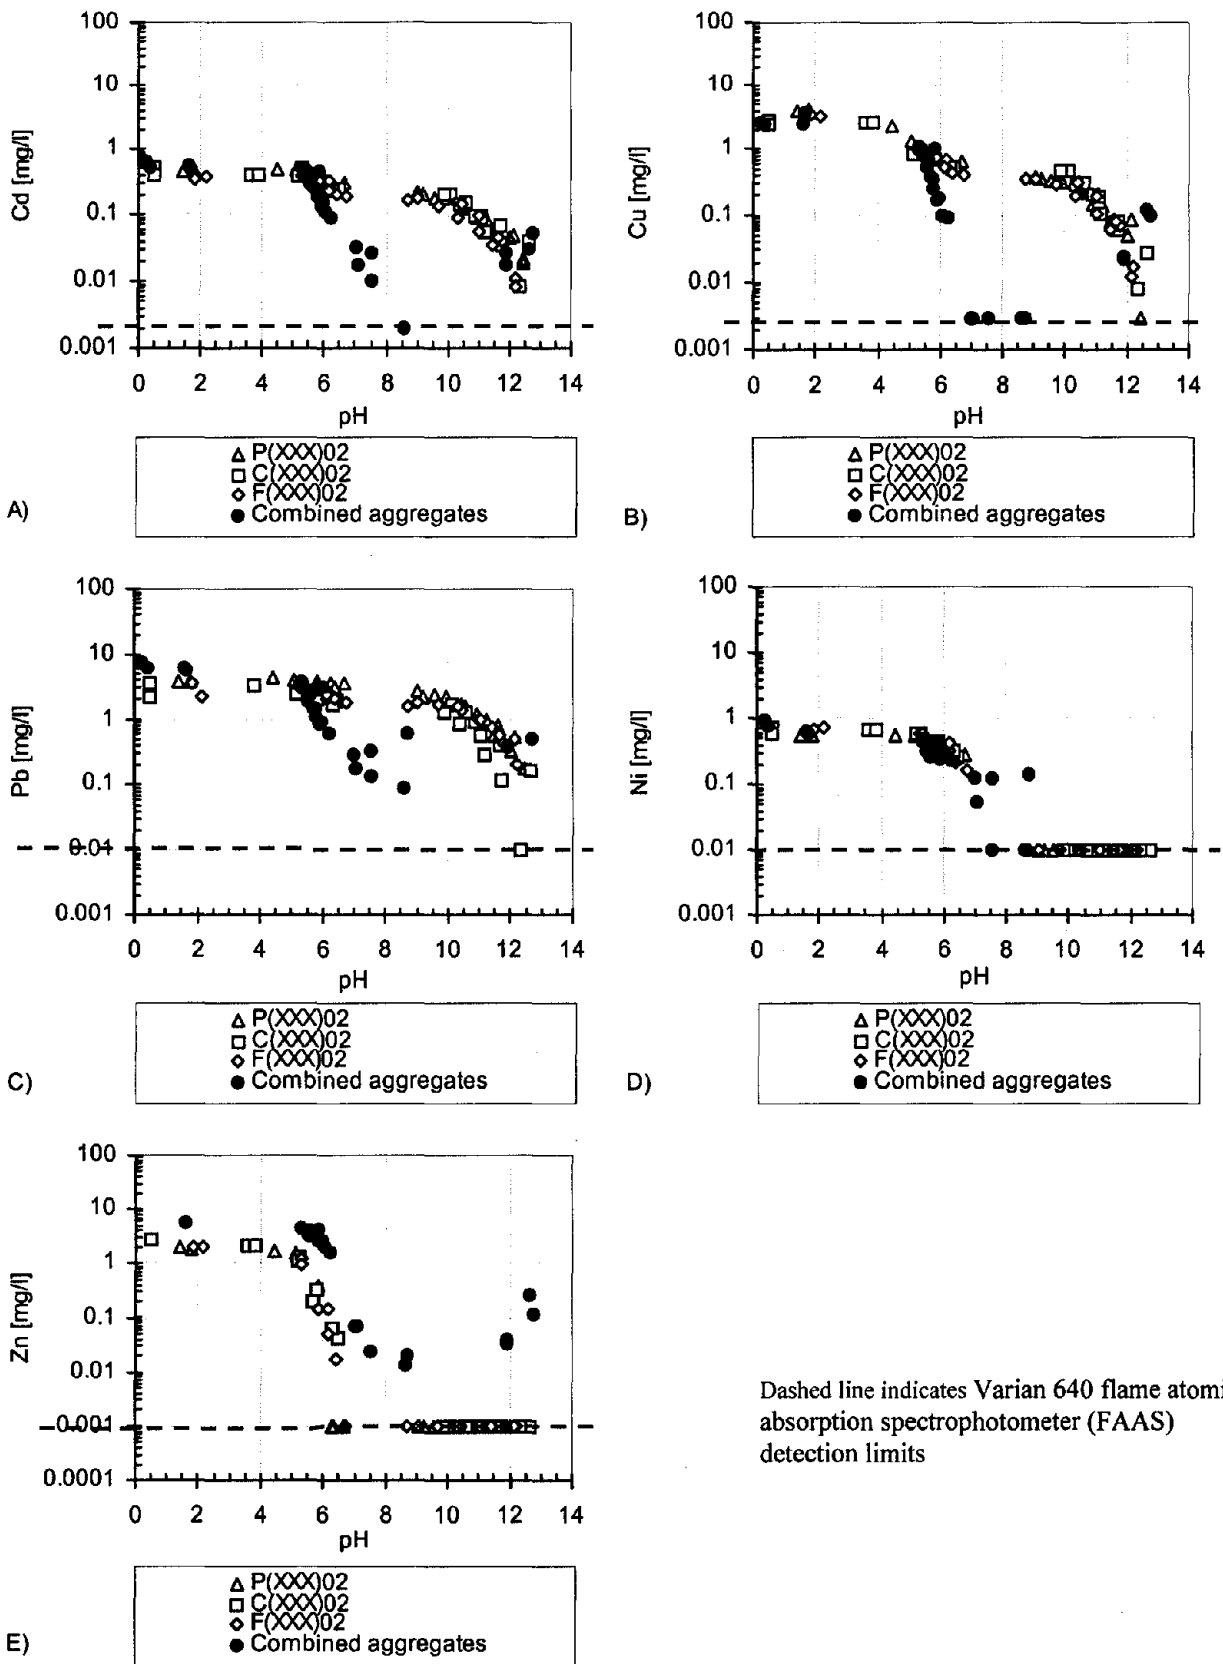 100
10
1
0.1
0.01
0.001
Cd [mg/l]
0 2 4 6 8 10 12 14
pH
P(XXX)02
C(XXX)02
F(XXX)02
Combined aggregates
A)
100
10
1
0.1
0.01
0.001
Cu [mg/l]
0 2 4 6 8 10 12 14
pH
P(XXX)02
C(XXX)02
F(XXX)02
Combined aggregates
B)
100
10
1
0.1
0.01
0.001
Pb [mg/l]
0 2 4 6 8 10 12 14
pH
P(XXX)02
C(XXX)02
F(XXX)02
Combined aggregates
C)
100
10
1
0.1
0.01
0.001
Ni [mg/l]
0 2 4 6 8 10 12 14
pH
P(XXX)02
C(XXX)02
F(XXX)02
Combined aggregates
D)
100
10
1
0.1
0.01
0.001
0.0001
Zn [mg/l]
0 2 4 6 8 10 12 14
pH
P(XXX)02
C(XXX)02
F(XXX)02
Combined aggregates
E)
Dashed line indicates Varian 640 flame atomi
absorption spectrophotometer (FAAS)
detection limits